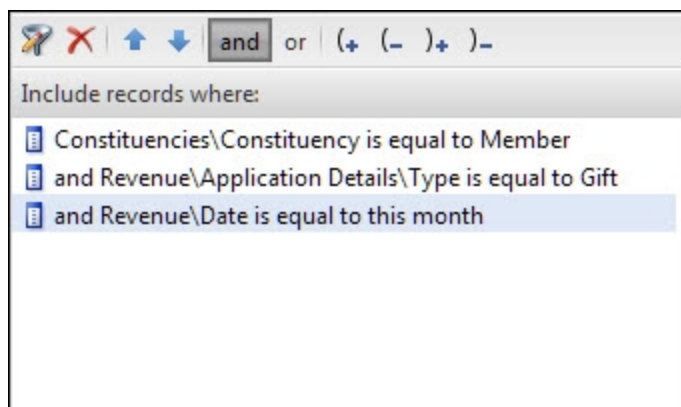 and or (+ (- )+ )-
Include records where:
Constituencies\Constituency is equal to Member
and Revenue\Application Details\Type is equal to Gift
and Revenue\Date is equal to this month